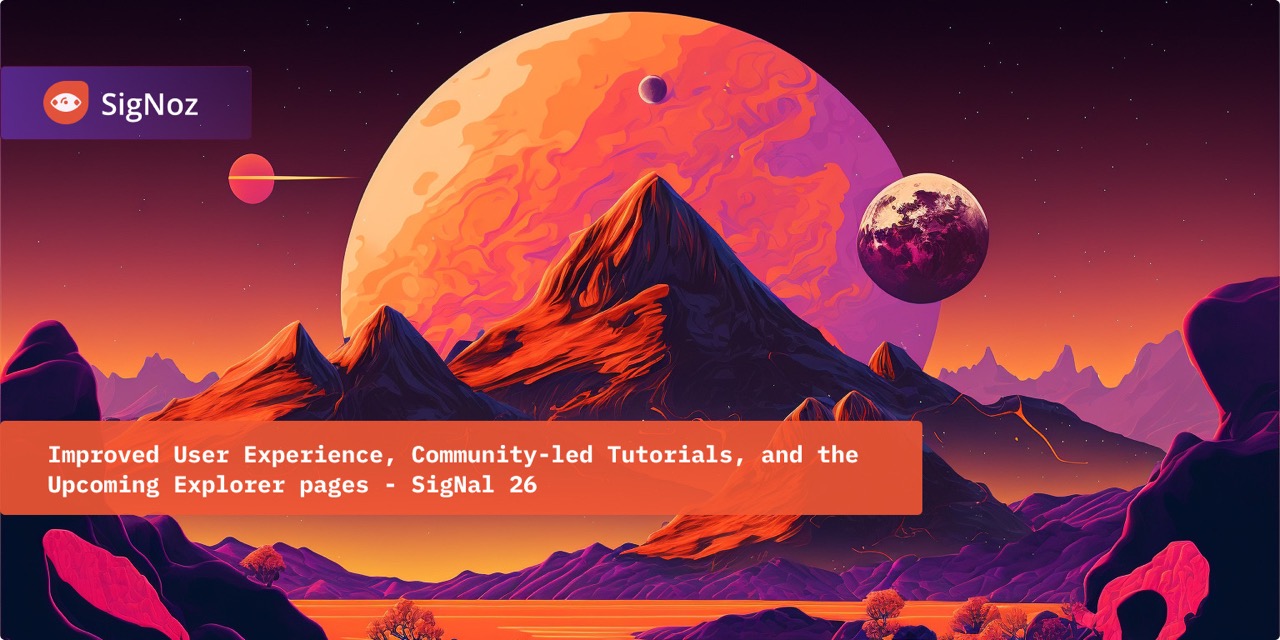 SigNoz
Improved User Experience, Community-led Tutorials, and the
Upcoming Explorer pages - SigNal 26